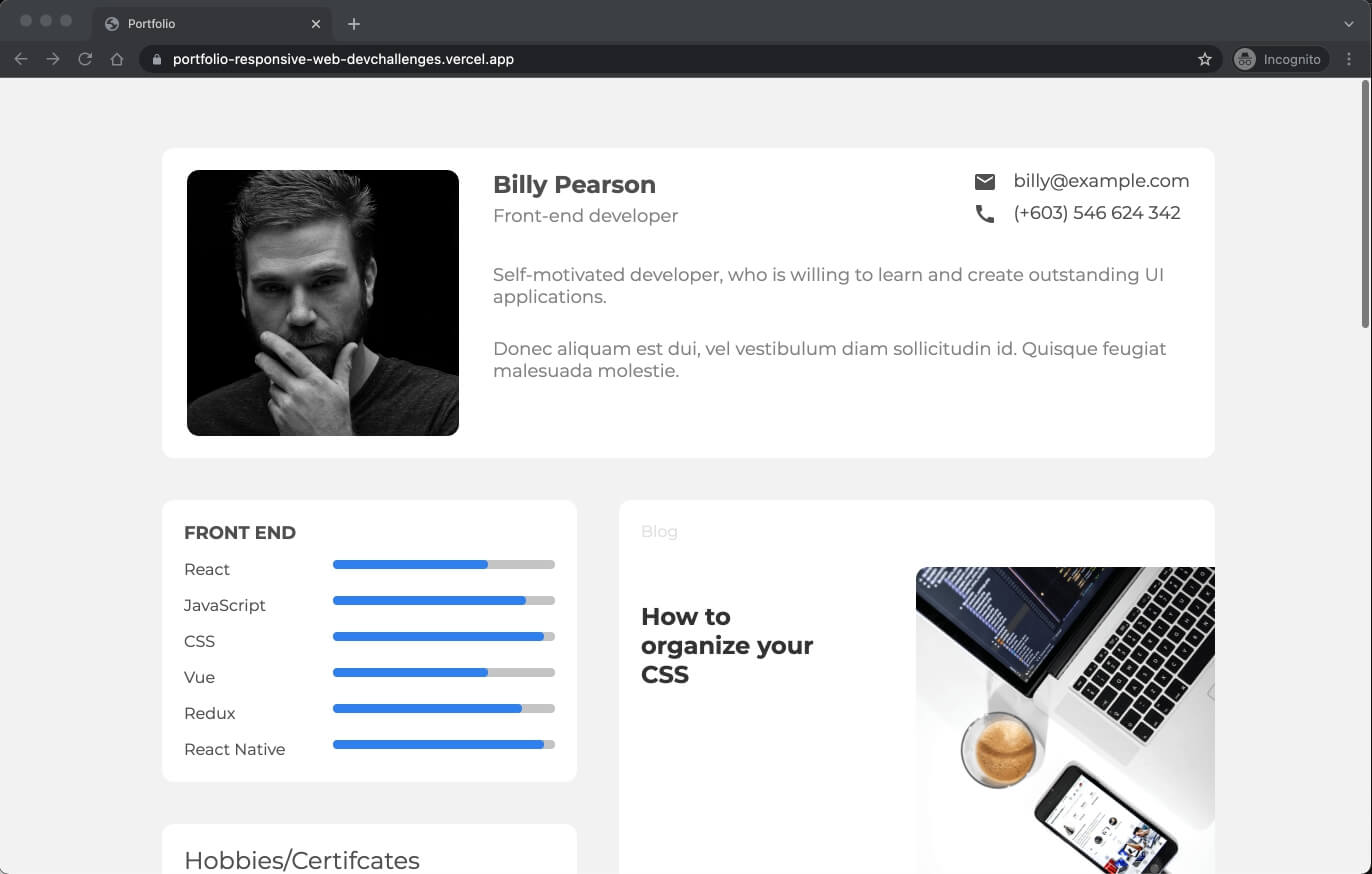 Portfolio
portfolio-responsive-web-devchallenges.vercel.app
Incognito
Billy Pearson
Front-end developer
billy@example.com
(+603) 546 624 342
Self-motivated developer, who is willing to learn and create outstanding UI
applications.
Donec aliquam est dui, vel vestibulum diam sollicitudin id. Quisque feugiat
malesuada molestie.
FRONT END
React
JavaScript
CSS
Vue
Redux
React Native
Hobbies/Certifcates
Blog
How to
organize your
CSS